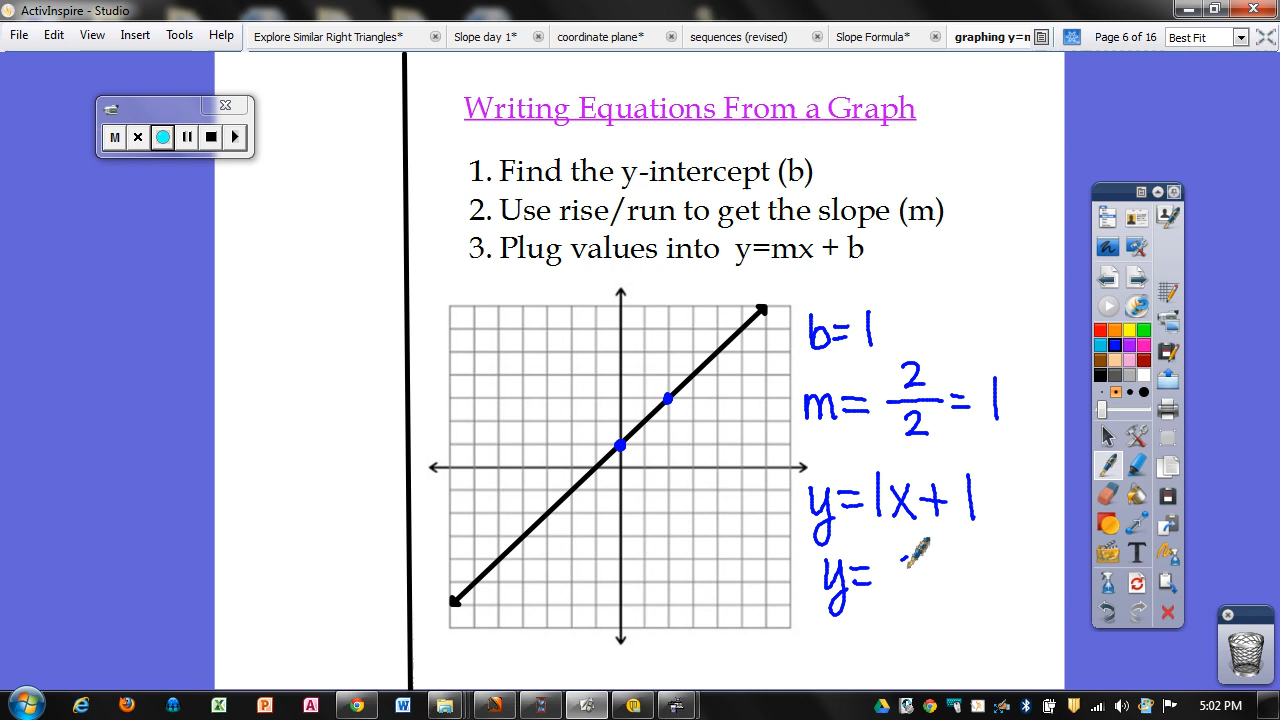 ActivInspire - Studio
File Edit View Insert Tools Help
Explore Similar Right Triangles* Slope day 1* coordinate plane* sequences (revised) Slope Formula* graphing y=n Page 6 of 16 Best Fit
Writing Equations From a Graph
M
1. Find the y-intercept (b)
2. Use rise/run to get the slope (m)
3. Plug values into y=mx + b
b= 1
m= 2/2 = 1
y=1x+1
y=
5:02 PM